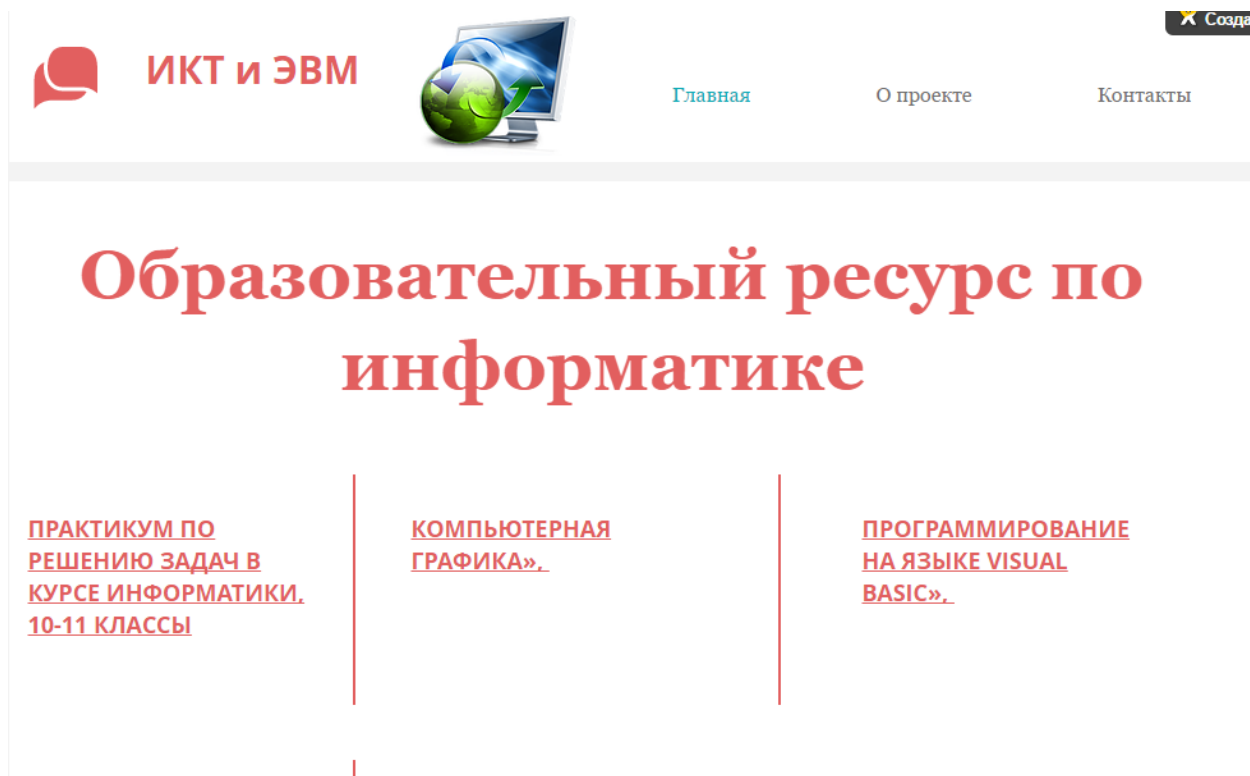 Созда
ИКТ и ЭВМ
Главная О проекте Контакты
Образовательный ресурс по
информатике
ПРАКТИКУМ ПО
РЕШЕНИЮ ЗАДАЧ В
КУРСЕ ИНФОРМАТИКИ,
10-11 КЛАССЫ
КОМПЬЮТЕРНАЯ
ГРАФИКА»,
ПРОГРАММИРОВАНИЕ
НА ЯЗЫКЕ VISUAL
BASIC»,